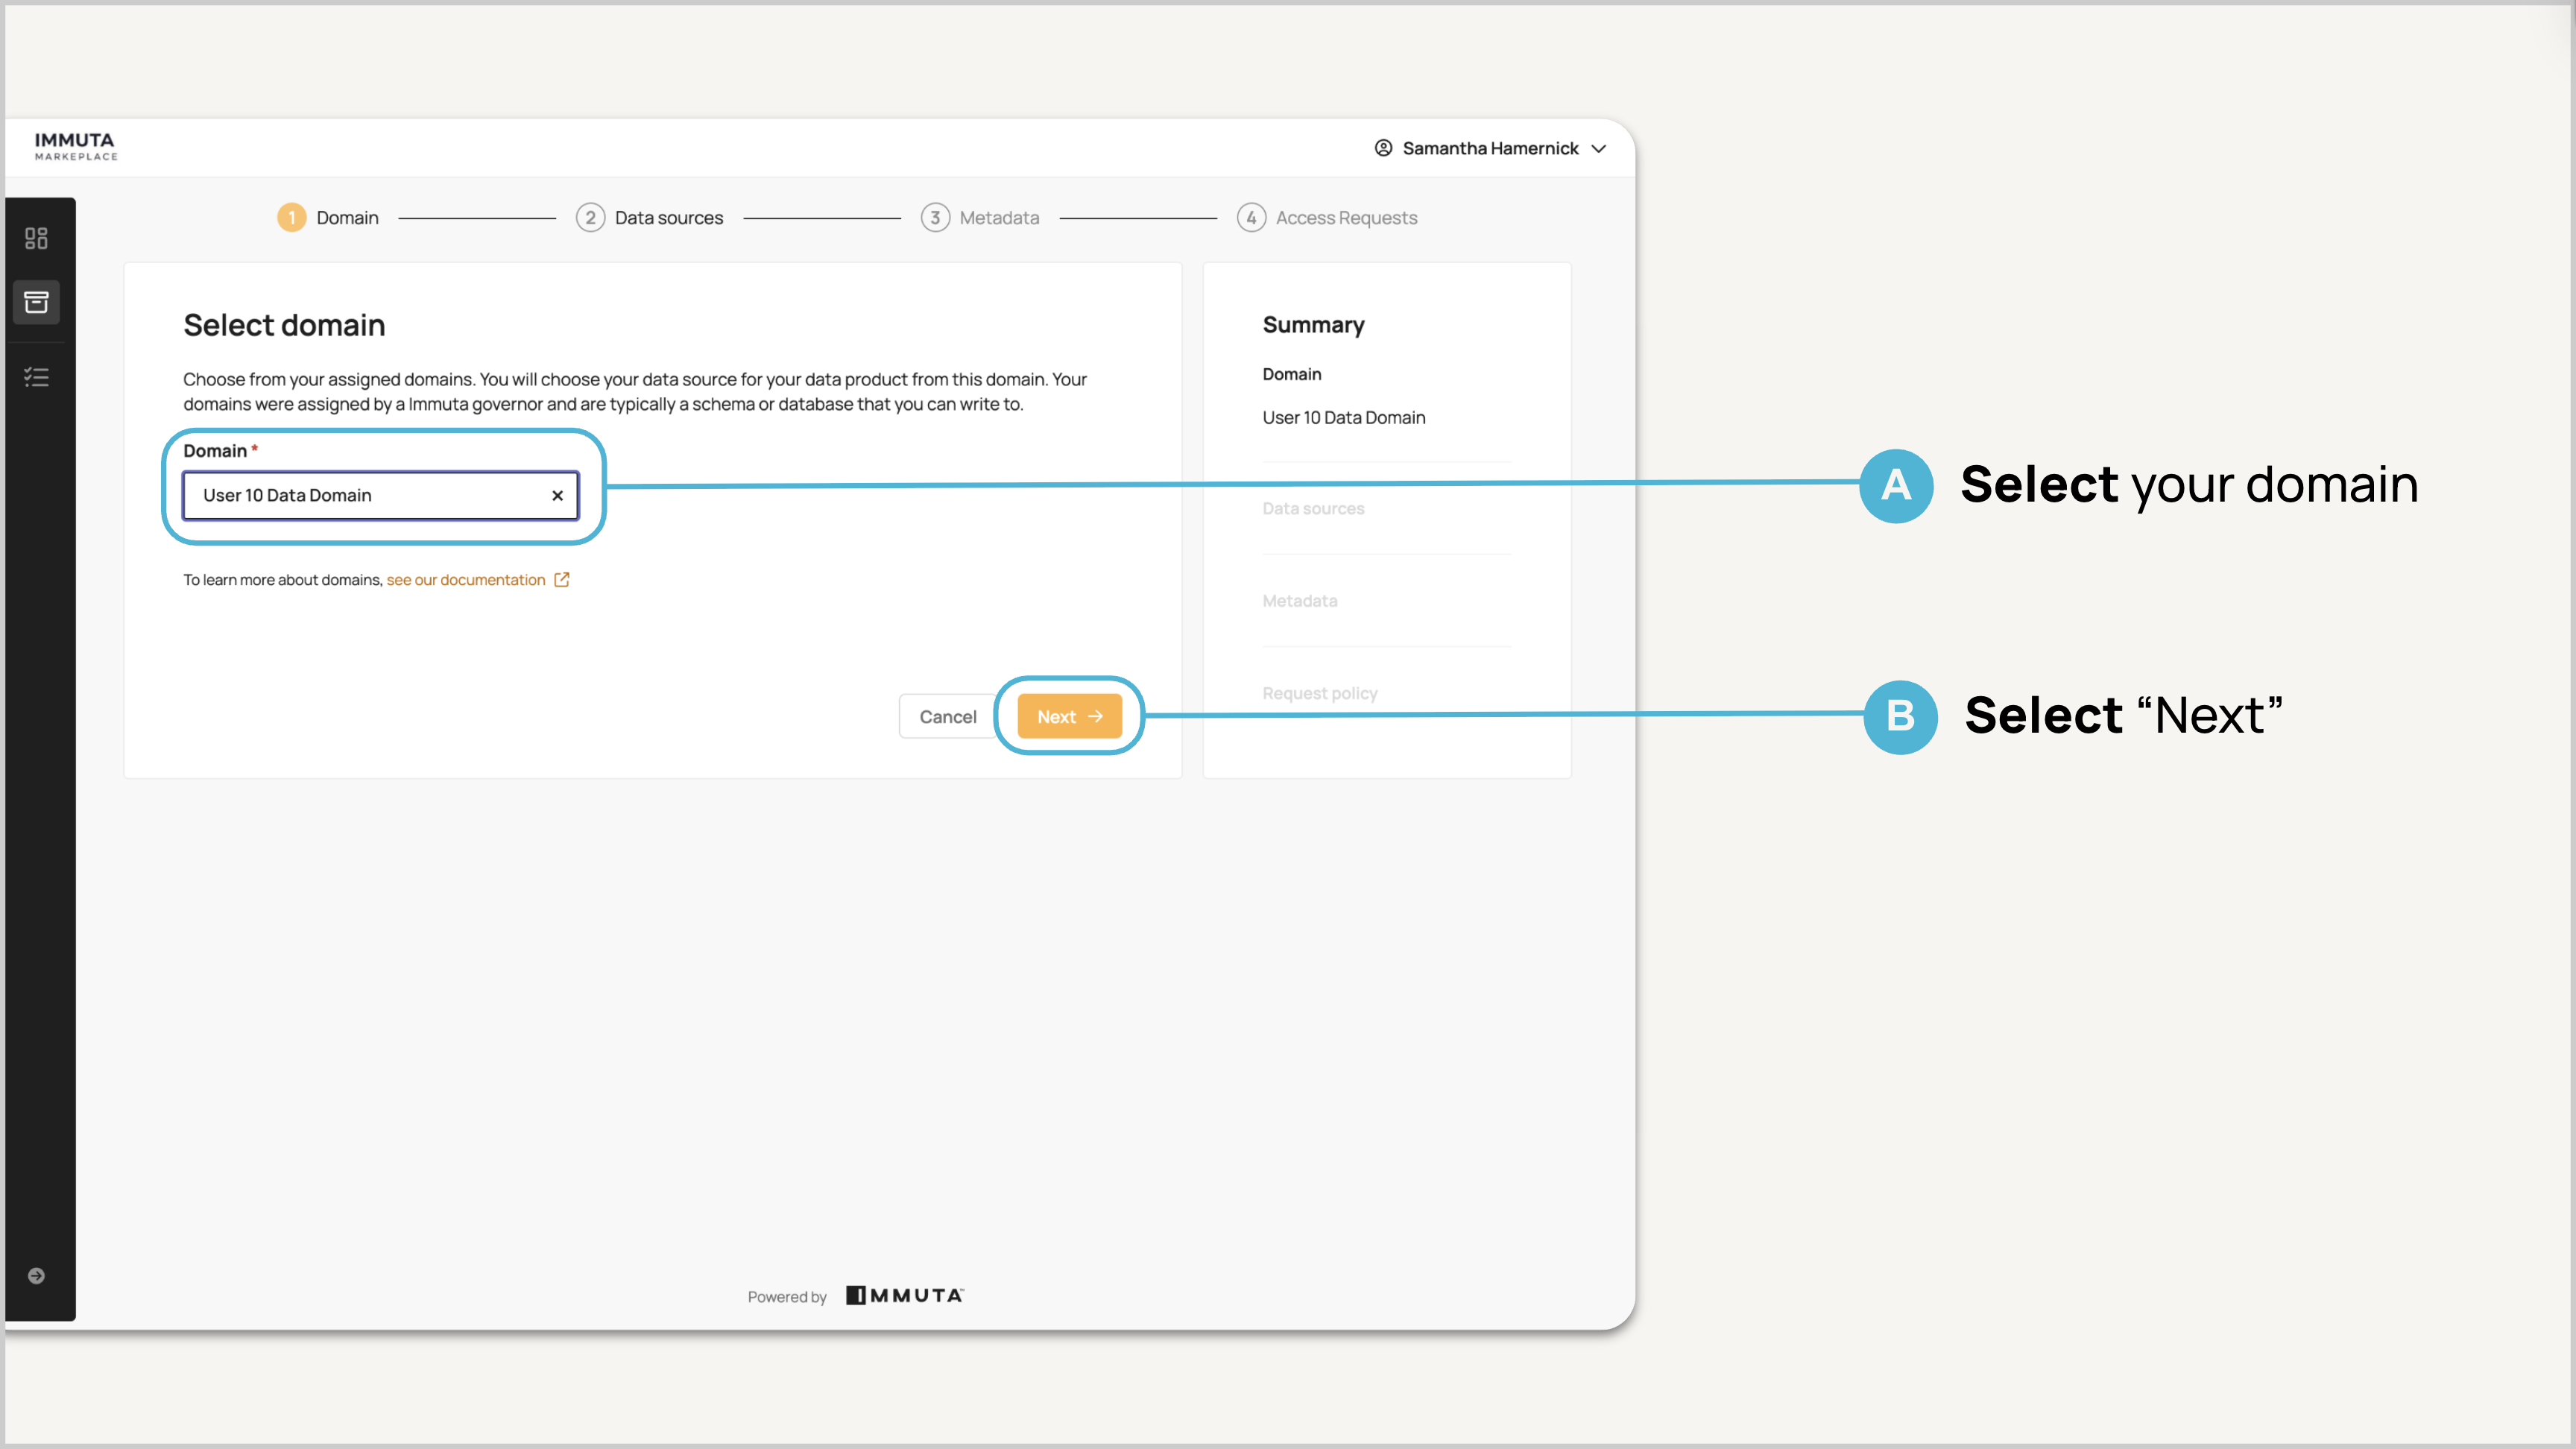 IMMUTA
MARKEPLACE
Samantha Hamernick
1 Domain
2 Data sources
3 Metadata
4 Access Requests
Select domain
Choose from your assigned domains. You will choose your data source for your data product from this domain. Your
domains were assigned by a Immuta governor and are typically a schema or database that you can write to.
Domain *
User 10 Data Domain
To learn more about domains, see our documentation
Cancel
Next
Summary
Domain
User 10 Data Domain
Data sources
Metadata
Request policy
A Select your domain
B Select “Next”
Powered by IMMUTA